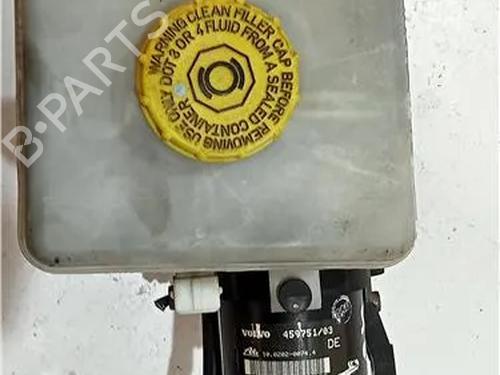 WARNING CLEAN FILLER CAP BEFORE REMOVING USE ONLY DOT 3 OR 4 FLUID FROM A SEALED CONTAINER
B-PARTS
VOLVO 459751/03
DE
Ate 10.0202-0074.4